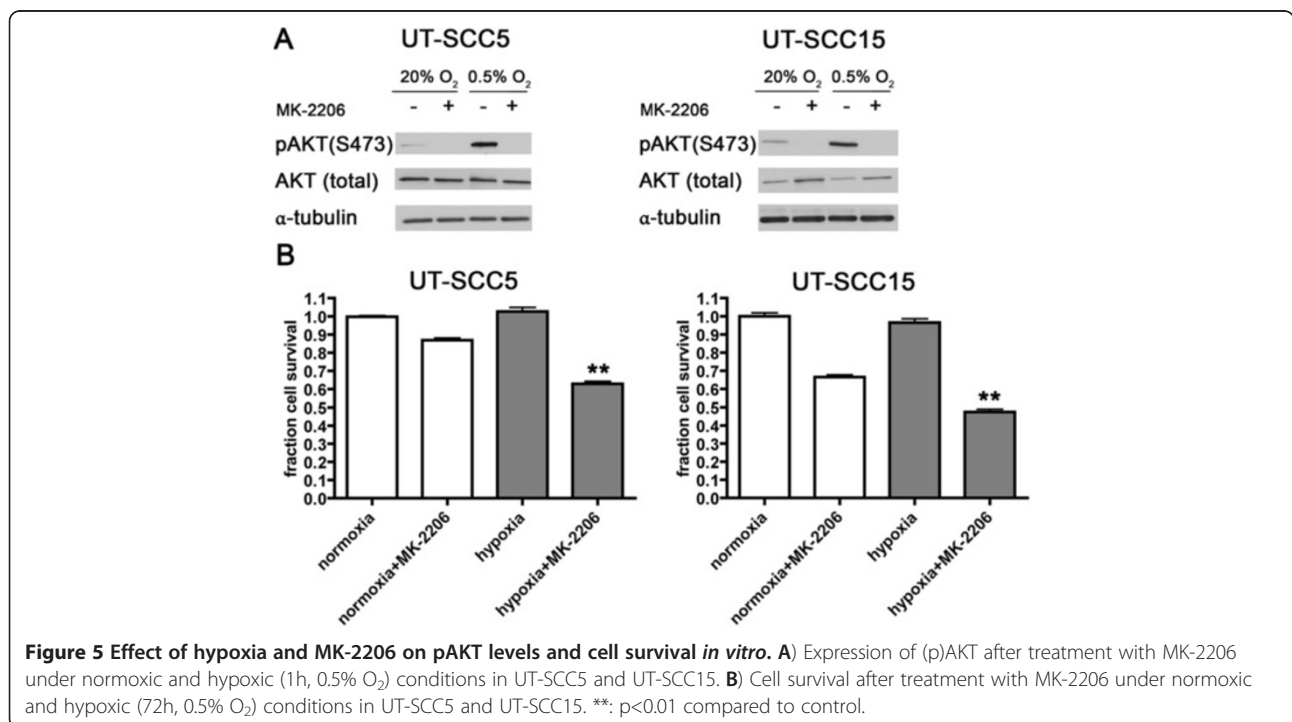 A
UT-SCC5
UT-SCC15
20% O₂ 0.5% O₂
20% O₂ 0.5% O₂
MK-2206 - + - +
MK-2206 - + - +
pAKT(S473)
pAKT(S473)
AKT (total)
AKT (total)
α-tubulin
α-tubulin
B
UT-SCC5
fraction cell survival
1.1
1.0
0.9
0.8
0.7
0.6
0.5
0.4
0.3
0.2
0.1
0.0
**
normoxia
normoxia+MK-2206
hypoxia
hypoxia+MK-2206
UT-SCC15
fraction cell survival
1.1
1.0
0.9
0.8
0.7
0.6
0.5
0.4
0.3
0.2
0.1
0.0
**
normoxia
normoxia+MK-2206
hypoxia
hypoxia+MK-2206
Figure 5 Effect of hypoxia and MK-2206 on pAKT levels and cell survival in vitro. A) Expression of (p)AKT after treatment with MK-2206
under normoxic and hypoxic (1h, 0.5% O₂) conditions in UT-SCC5 and UT-SCC15. B) Cell survival after treatment with MK-2206 under normoxic
and hypoxic (72h, 0.5% O₂) conditions in UT-SCC5 and UT-SCC15. **: p<0.01 compared to control.